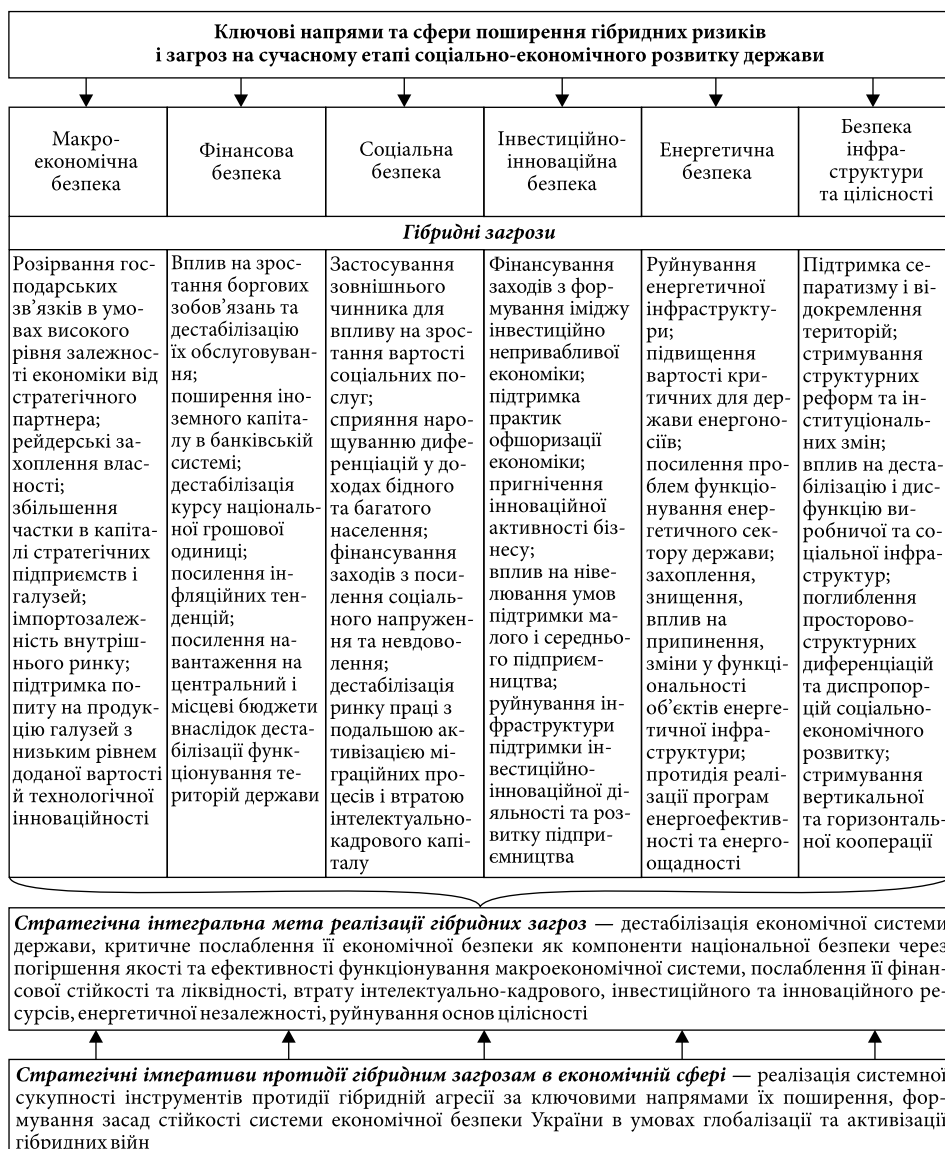 Ключові напрями та сфери поширення гібридних ризиків
і загроз на сучасному етапі соціально-економічного розвитку держави
Макро-
економічна
безпека
Фінансова
безпека
Соціальна
безпека
Інвестиційно-
інноваційна
безпека
Енергетична
безпека
Безпека
інфра-
структури
та цілісності
Гібридні загрози
Розірвання гос-
подарських
зв’язків в умо-
вах високого
рівня залежнос-
ті економіки від
стратегічного
партнера;
рейдерські за-
хоплення влас-
ності;
збільшення
частки в капіта-
лі стратегічних
підприємств і
галузей;
імпортозалеж-
ність внутріш-
нього ринку;
підтримка по-
питу на продук-
цію галузей з
низьким рівнем
доданої вартості
й технологічної
інноваційності
Вплив на зрос-
тання боргових
зобов’язань та
дестабілізацію
їх обслуговуван-
ня;
поширення іно-
земного капіта-
лу в банківській
системі;
дестабілізація
курсу національ-
ної грошової
одиниці;
посилення ін-
фляційних тен-
денцій;
посилення на-
вантаження на
центральний і
місцеві бюджети
внаслідок деста-
білізації функ-
ціонування те-
риторій держави
Застосування
зовнішнього
чинника для
впливу на зрос-
тання вартості
соціальних по-
слуг;
сприяння наро-
щуванню дифе-
ренціацій у до-
ходах бідного
та багатого
населення;
фінансування
заходів з поси-
лення соціаль-
ного напружен-
ня та невдово-
лення;
дестабілізація
ринку праці з
подальшою ак-
тивізацією мі-
граційних про-
цесів і втратою
інтелектуально-
кадрового капі-
талу
Фінансування
заходів з фор-
мування іміджу
інвестиційно
непривабливої
економіки;
підтримка
практик
офшоризації
економіки;
пригнічення
інноваційної
активності біз-
несу;
вплив на ніве-
лювання умов
підтримки ма-
лого і середньо-
го підприєм-
ництва;
руйнування ін-
фраструктури
підтримки ін-
вестиційно-
інноваційної ді-
яльності та роз-
витку підпри-
ємництва
Руйнування
енергетичної
інфраструкту-
ри;
підвищення
вартості кри-
тичних для дер-
жави енергоно-
сіїв;
посилення про-
блем функціо-
нування енер-
гетичного сек-
тору держави;
захоплення,
знищення,
вплив на
припинення,
зміни у функці-
ональності
об’єктів енерге-
тичної інфра-
структури;
протидія реалі-
зації програм
енергоефектив-
ності та енерго-
ощадності
Підтримка се-
паратизму і ві-
докремлення
територій;
стримування
структурних
реформ та ін-
ституціональ-
них змін;
вплив на деста-
білізацію і дис-
функцію ви-
робничої та со-
ціальної інфра-
структур;
поглиблення
просторово-
структурних
диференціацій
та диспропор-
цій соціально-
економічного
розвитку;
стримування
вертикальної
та горизонталь-
ної кооперації
Стратегічна інтегральна мета реалізації гібридних загроз — дестабілізація економічної системи
держави, критичне послаблення її економічної безпеки як компоненти національної безпеки через
погіршення якості та ефективності функціонування макроекономічної системи, послаблення її фінан-
сової стійкості та ліквідності, втрату інтелектуально-кадрового, інвестиційного та інноваційного ре-
сурсів, енергетичної незалежності, руйнування основ цілісності
Стратегічні імперативи протидії гібридним загрозам в економічній сфері — реалізація системної
сукупності інструментів протидії гібридній агресії за ключовими напрямами їх поширення, фор-
мування засад стійкості системи економічної безпеки України в умовах глобалізації та активізації
гібридних війн